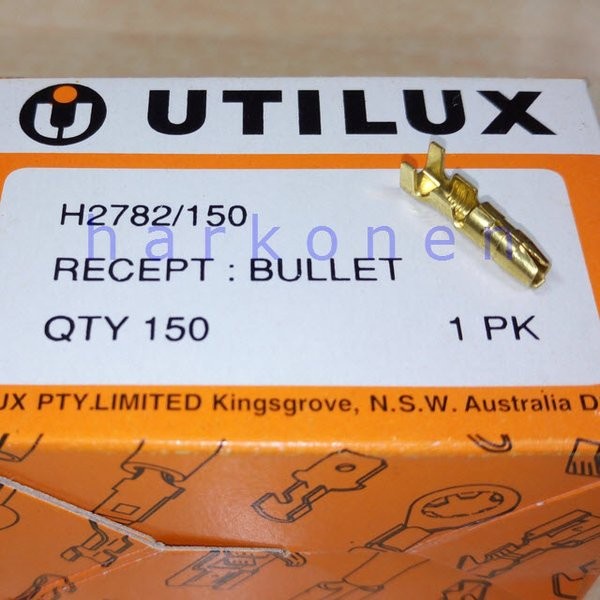 UTILUX
H2782/150
harkonen
RECEPT : BULLET
QTY 150 1 PK
UX PTY.LIMITED Kingsgrove, N.S.W. Australia D